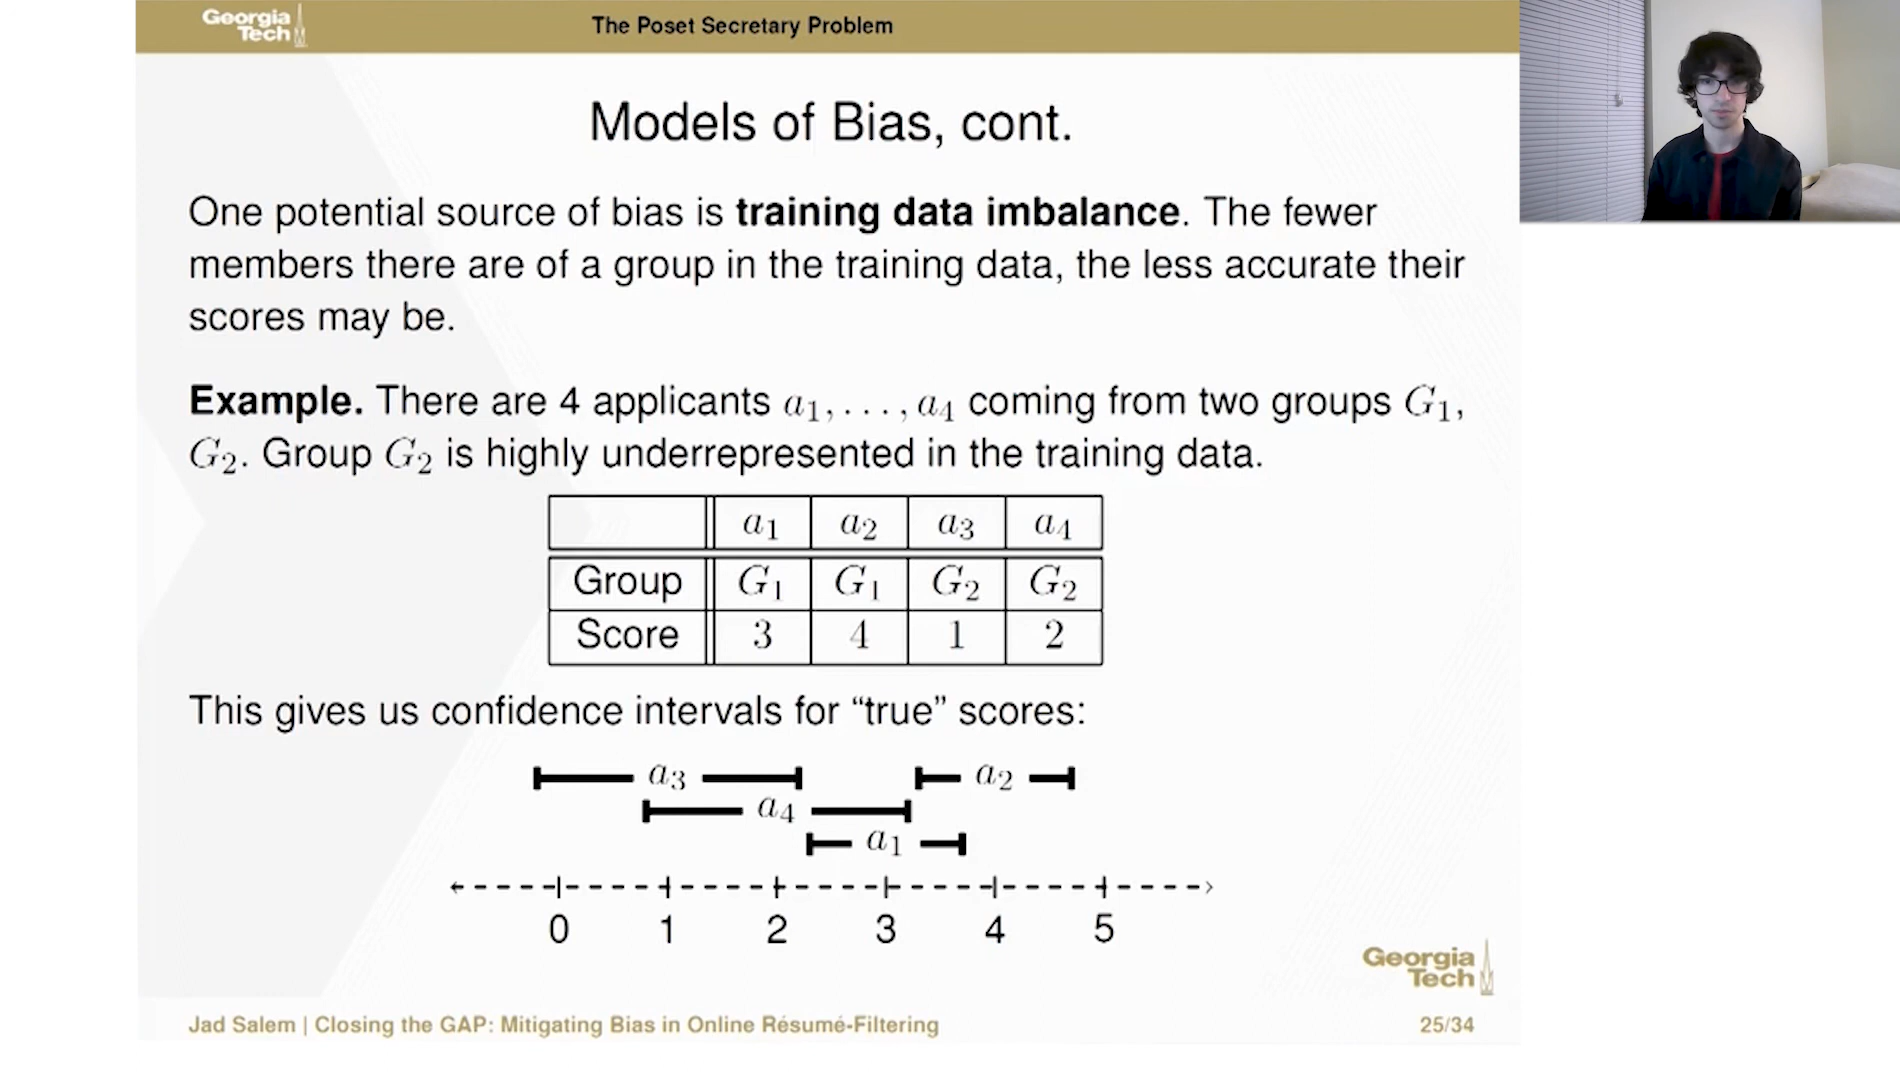 Georgia
Tech
The Poset Secretary Problem
Models of Bias, cont.
One potential source of bias is training data imbalance. The fewer
members there are of a group in the training data, the less accurate their
scores may be.
Example. There are 4 applicants a₁, . . . , a₄ coming from two groups G₁,
G₂. Group G₂ is highly underrepresented in the training data.
a₁ a₂ a₃ a₄
Group G₁ G₁ G₂ G₂
Score 3 4 1 2
This gives us confidence intervals for “true” scores:
a₃ a₂
a₄
a₁
0 1 2 3 4 5
Georgia
Tech
Jad Salem | Closing the GAP: Mitigating Bias in Online Résumé-Filtering 25/34